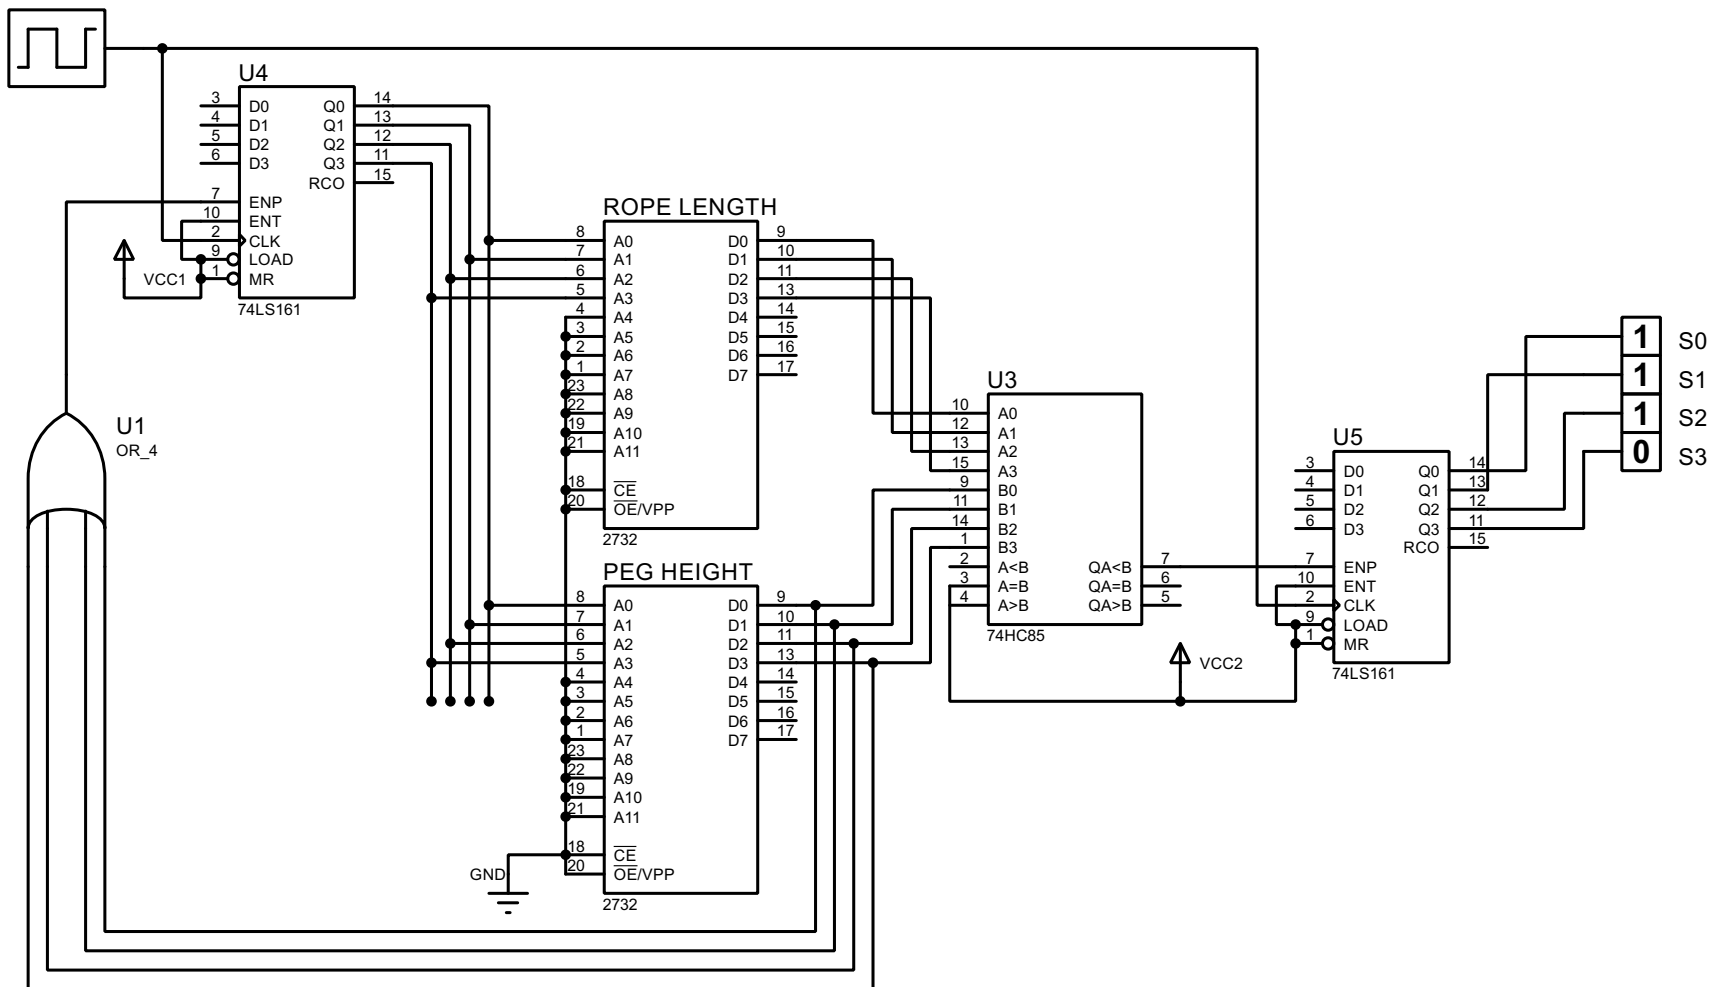 U4
3 D0 Q0 14
4 D1 Q1 13
5 D2 Q2 12
6 D3 Q3 11
RCO 15
7 ENP
10 ENT
2 CLK
9 LOAD
1 MR
VCC1
74LS161
U1
OR_4
ROPE LENGTH
8 A0 D0 9
7 A1 D1 10
6 A2 D2 11
5 A3 D3 13
4 A4 D4 14
3 A5 D5 15
2 A6 D6 16
1 A7 D7 17
23 A8
22 A9
19 A10
21 A11
18 CE
20 OE/VPP
2732
PEG HEIGHT
8 A0 D0 9
7 A1 D1 10
6 A2 D2 11
5 A3 D3 13
4 A4 D4 14
3 A5 D5 15
2 A6 D6 16
1 A7 D7 17
23 A8
22 A9
19 A10
21 A11
18 CE
20 OE/VPP
2732
GND
U3
10 A0
12 A1
13 A2
15 A3
9 B0
11 B1
14 B2
1 B3
2 A<B QA<B 7
3 A=B QA=B 6
4 A>B QA>B 5
74HC85
VCC2
U5
3 D0 Q0 14
4 D1 Q1 13
5 D2 Q2 12
6 D3 Q3 11
RCO 15
7 ENP
10 ENT
2 CLK
9 LOAD
1 MR
74LS161
1 S0
1 S1
1 S2
0 S3